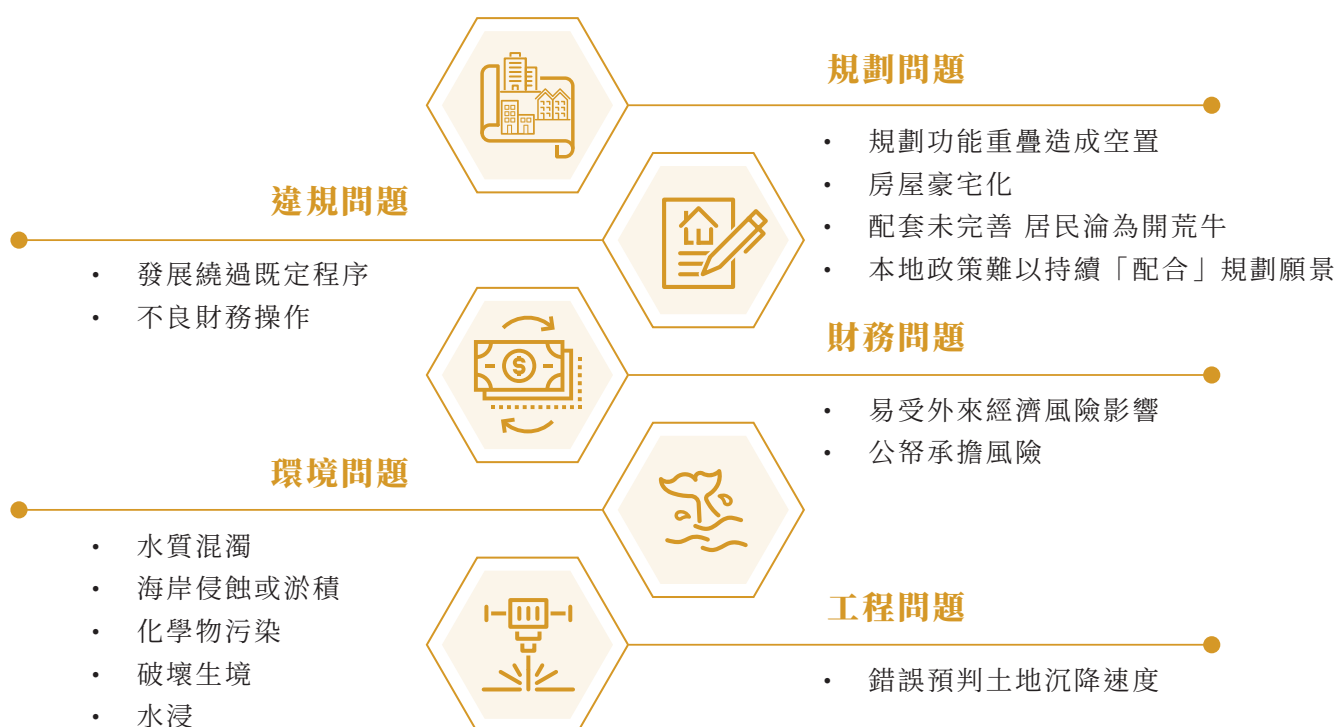 規劃問題
• 規劃功能重疊造成空置
• 房屋豪宅化
• 配套未完善 居民淪為開荒牛
• 本地政策難以持續「配合」規劃願景
違規問題
• 發展繞過既定程序
• 不良財務操作
$
財務問題
• 易受外來經濟風險影響
• 公帑承擔風險
環境問題
• 水質混濁
• 海岸侵蝕或淤積
• 化學物污染
• 破壞生境
• 水浸
工程問題
• 錯誤預判土地沉降速度